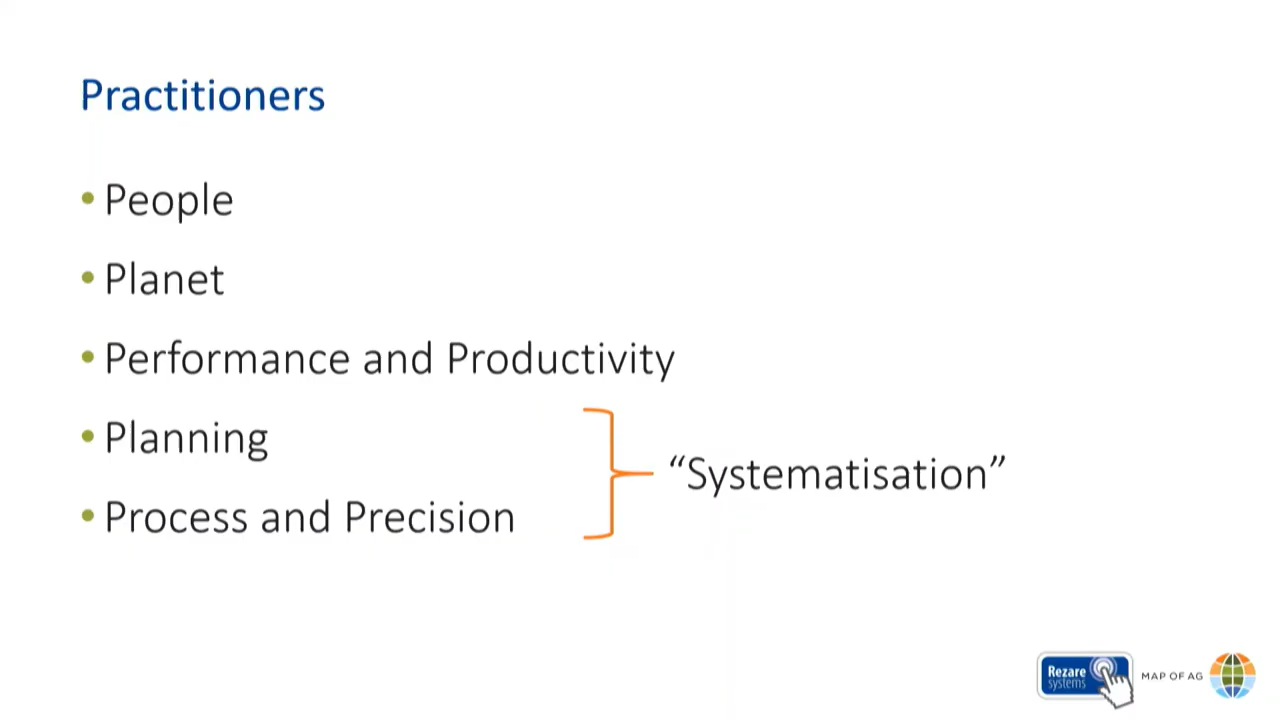 Practitioners
• People
• Planet
• Performance and Productivity
• Planning
• Process and Precision
“Systematisation”
Rezare
systems
MAP OF AG